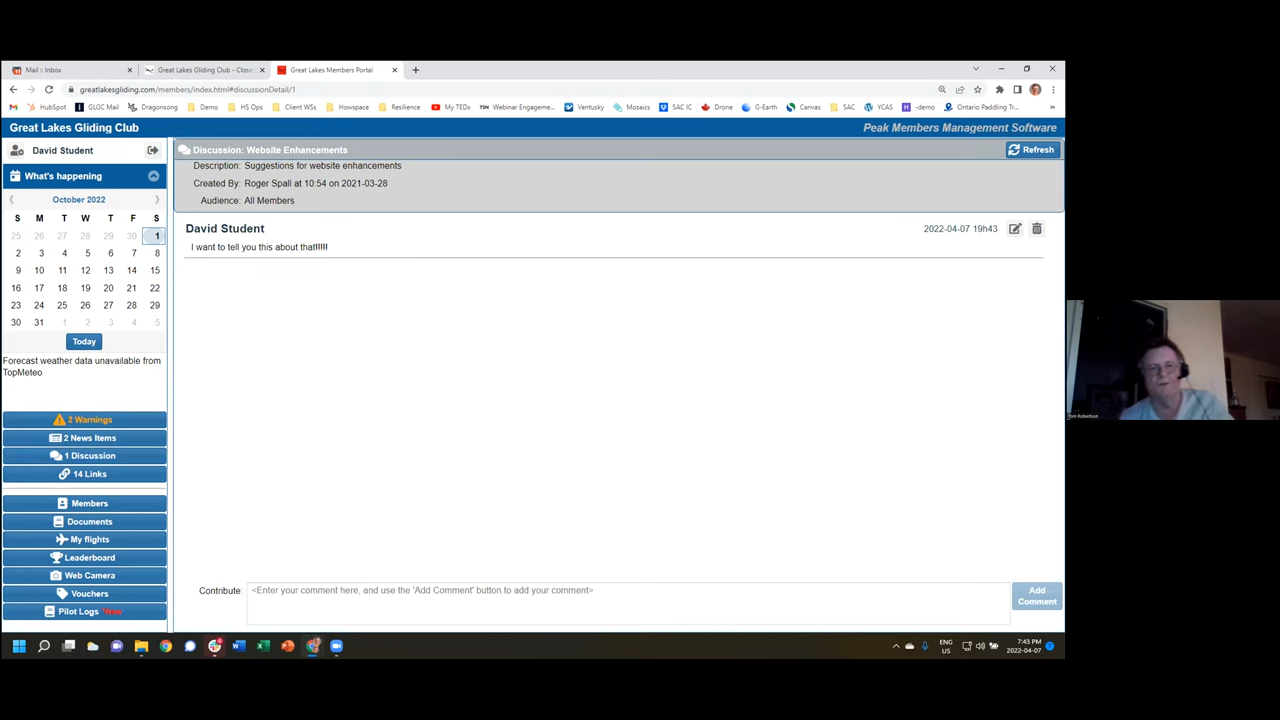 Mail :: Inbox
Great Lakes Gliding Club - Close
Great Lakes Members Portal
greatlakesgliding.com/members/index.html#discussionDetail/1
HubSpot
GLGC Mail
Dragonsong
Demo
HS Ops
Client WSs
Howspace
Resilience
My TEDx
TSN Webinar Engageme...
Ventusky
Mosaics
SAC IC
Drone
G-Earth
Canvas
SAC
YCAS
-demo
Ontario Paddling Tr...
Great Lakes Gliding Club
Peak Members Management Software
David Student
Discussion: Website Enhancements
Refresh
What's happening
Description: Suggestions for website enhancements
Created By: Roger Spall at 10:54 on 2021-03-28
Audience: All Members
October 2022
S M T W T F S
25 26 27 28 29 30 1
2 3 4 5 6 7 8
9 10 11 12 13 14 15
16 17 18 19 20 21 22
23 24 25 26 27 28 29
30 31 1 2 3 4 5
Today
Forecast weather data unavailable from
TopMeteo
David Student
2022-04-07 19h43
I want to tell you this about that!!!!!
2 Warnings
2 News Items
1 Discussion
14 Links
Members
Documents
My flights
Leaderboard
Web Camera
Vouchers
Pilot Logs New
Contribute:
<Enter your comment here, and use the 'Add Comment' button to add your comment>
Add
Comment
Tom Robertson
ENG
US
7:43 PM
2022-04-07